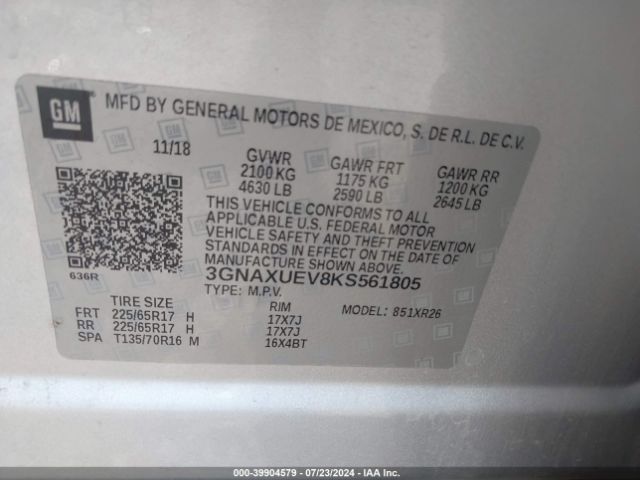 GM
MFD BY GENERAL MOTORS DE MEXICO, S. DE R.L. DE C.V.
11/18 GVWR GAWR FRT GAWR RR
2100 KG 1175 KG 1200 KG
4630 LB 2590 LB 2645 LB
THIS VEHICLE CONFORMS TO ALL
APPLICABLE U.S. FEDERAL MOTOR
VEHICLE SAFETY AND THEFT PREVENTION
STANDARDS IN EFFECT ON THE DATE OF
MANUFACTURE SHOWN ABOVE.
636R 3GNAXUEV8KS561805
TYPE: M.P.V.
TIRE SIZE RIM MODEL: 851XR26
FRT 225/65R17 H 17X7J
RR 225/65R17 H 17X7J
SPA T135/70R16 M 16X4BT
000-39904579 / 07/23/2024 - IAA Inc.